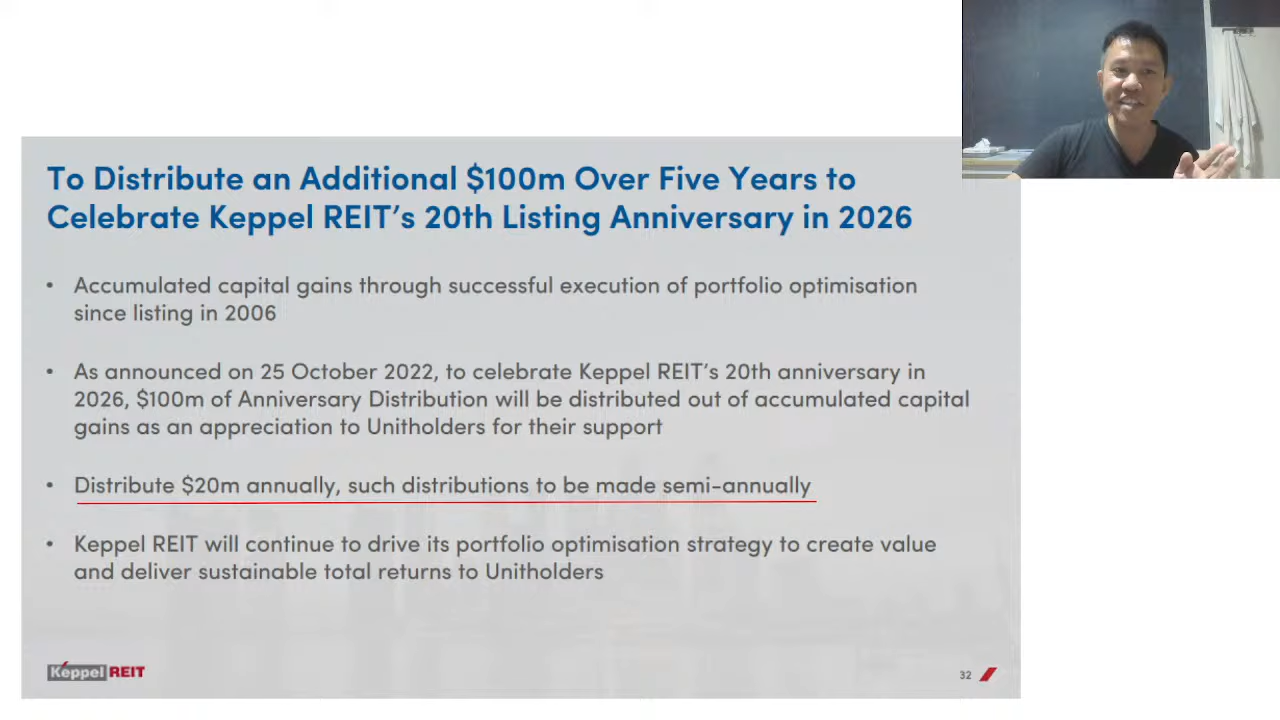 To Distribute an Additional $100m Over Five Years to
Celebrate Keppel REIT's 20th Listing Anniversary in 2026
• Accumulated capital gains through successful execution of portfolio optimisation
since listing in 2006
• As announced on 25 October 2022, to celebrate Keppel REIT's 20th anniversary in
2026, $100m of Anniversary Distribution will be distributed out of accumulated capital
gains as an appreciation to Unitholders for their support
• Distribute $20m annually, such distributions to be made semi-annually
• Keppel REIT will continue to drive its portfolio optimisation strategy to create value
and deliver sustainable total returns to Unitholders
Keppel REIT
32